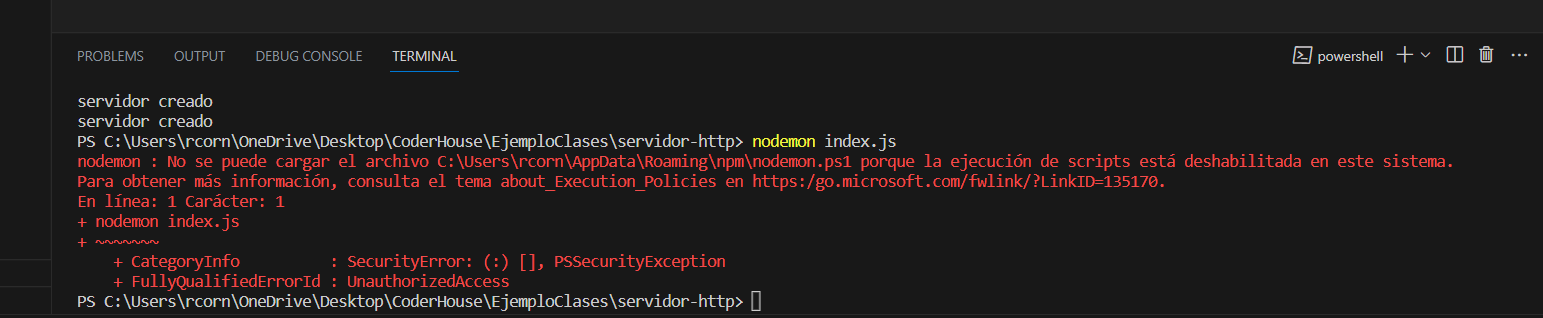 PROBLEMS OUTPUT DEBUG CONSOLE TERMINAL powershell
servidor creado
servidor creado
PS C:\Users\rcorn\OneDrive\Desktop\CoderHouse\EjemploClases\servidor-http> nodemon index.js
nodemon : No se puede cargar el archivo C:\Users\rcorn\AppData\Roaming\npm\nodemon.ps1 porque la ejecución de scripts está deshabilitada en este sistema.
Para obtener más información, consulta el tema about_Execution_Policies en https:/go.microsoft.com/fwlink/?LinkID=135170.
En línea: 1 Carácter: 1
+ nodemon index.js
+ ~~~~~~~
    + CategoryInfo          : SecurityError: (:) [], PSSecurityException
    + FullyQualifiedErrorId : UnauthorizedAccess
PS C:\Users\rcorn\OneDrive\Desktop\CoderHouse\EjemploClases\servidor-http>